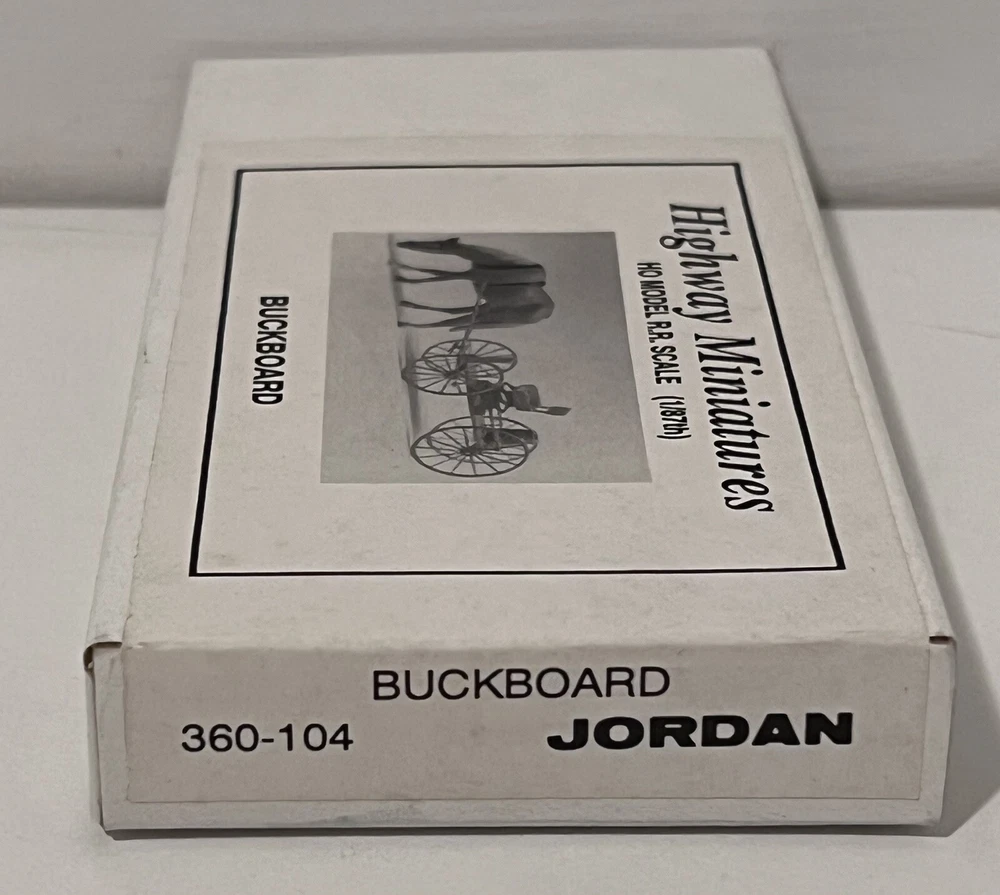 Highway Miniatures
HO MODEL R.R. SCALE (1/87th)
BUCKBOARD
BUCKBOARD
360-104 JORDAN